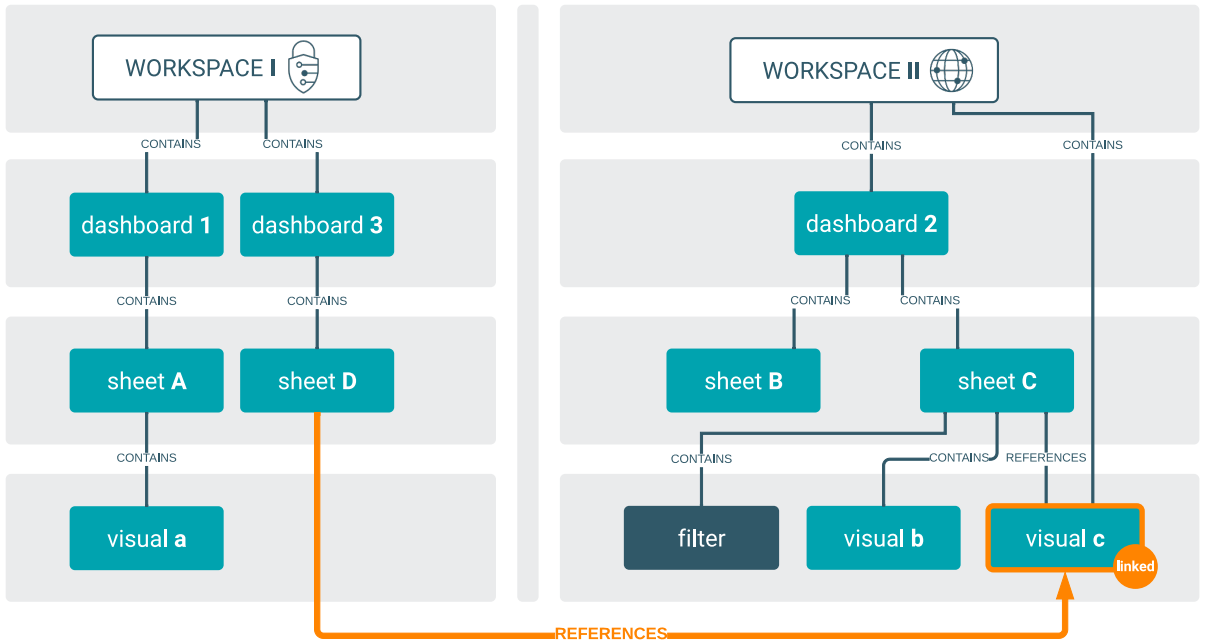 WORKSPACE I
WORKSPACE II
CONTAINS
CONTAINS
CONTAINS
CONTAINS
dashboard 1
dashboard 3
dashboard 2
CONTAINS
CONTAINS
CONTAINS
CONTAINS
sheet A
sheet D
sheet B
sheet C
CONTAINS
CONTAINS
CONTAINS
REFERENCES
visual a
filter
visual b
visual c
linked
REFERENCES